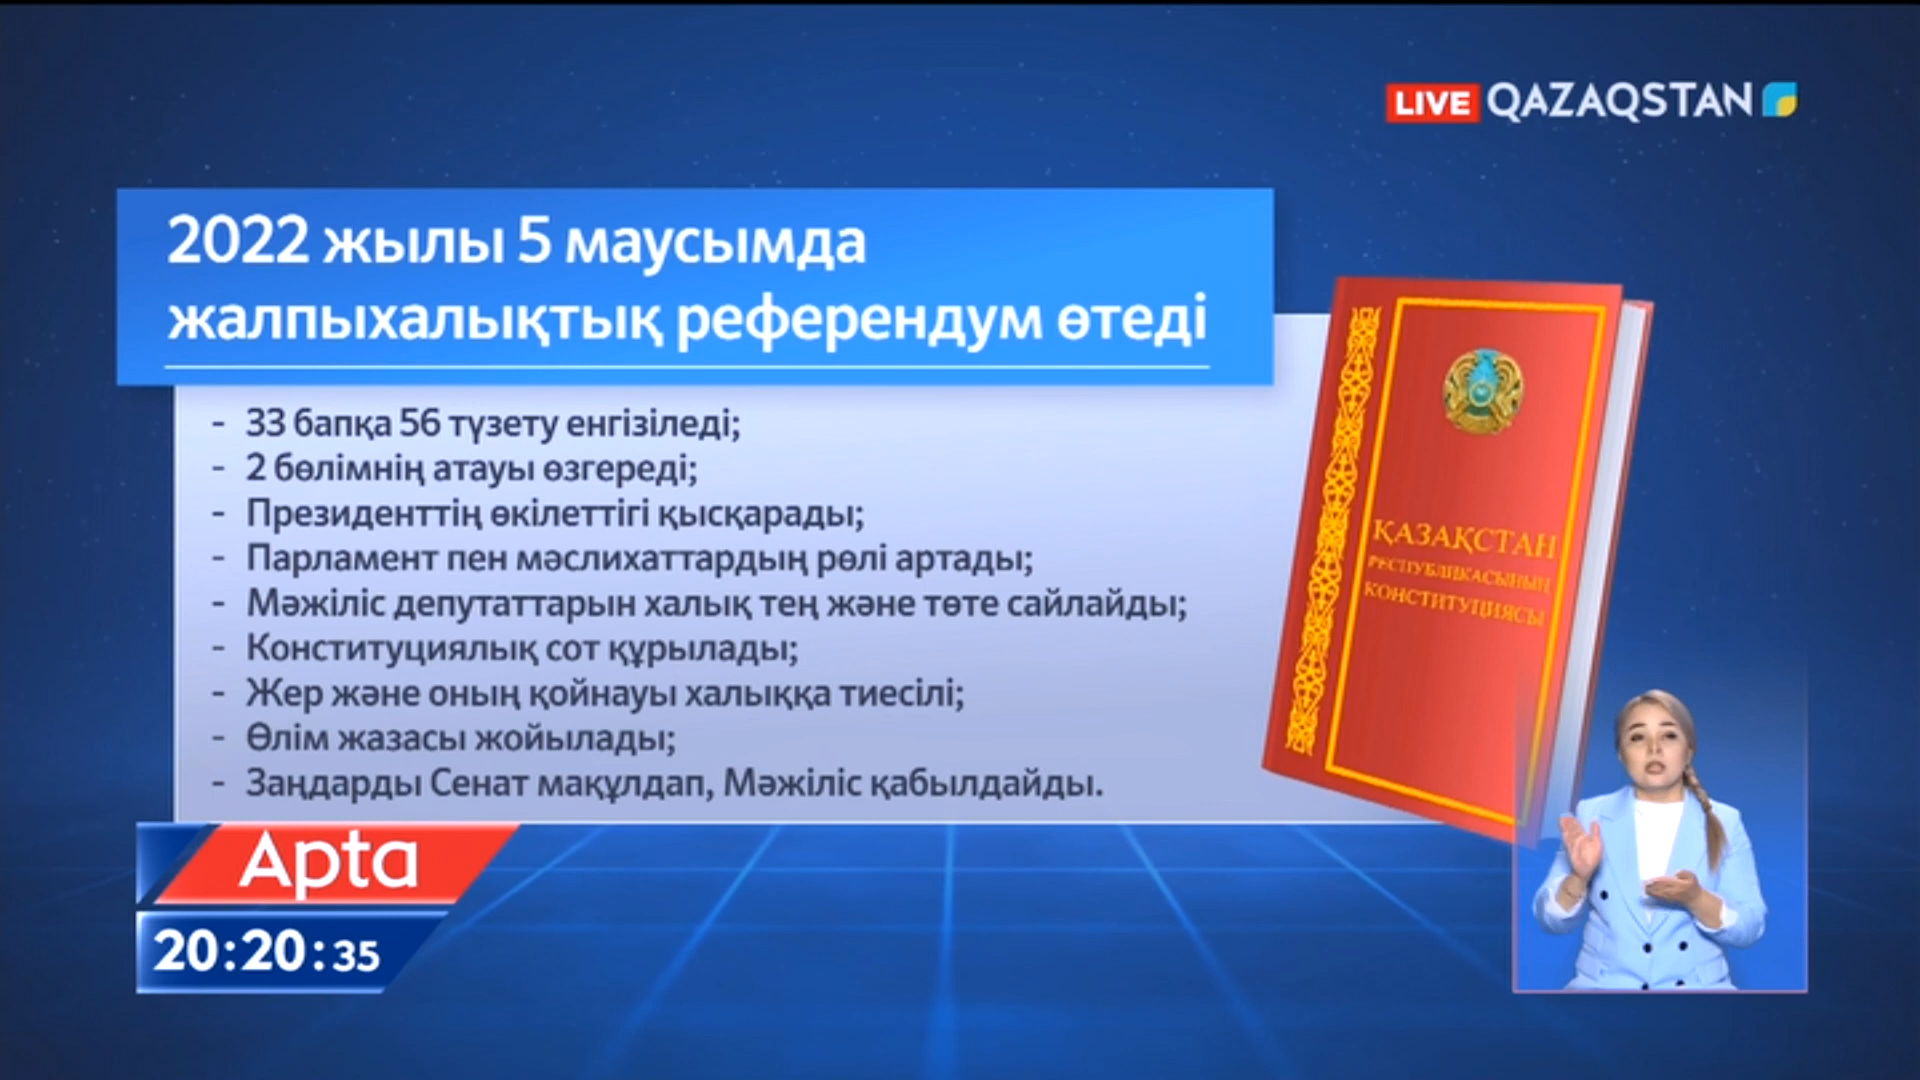 LIVE QAZAQSTAN
2022 жылы 5 маусымда
жалпыхалықтық референдум өтеді
- 33 бапқа 56 түзету енгізіледі;
- 2 бөлімнің атауы өзгереді;
- Президенттің өкілеттігі қысқарады;
- Парламент пен мәслихаттардың рөлі артады;
- Мәжіліс депутаттарын халық тең және төте сайлайды;
- Конституциялық сот құрылады;
- Жер және оның қойнауы халыққа тиесілі;
- Өлім жазасы жойылады;
- Заңдарды Сенат мақұлдап, Мәжіліс қабылдайды.
ҚАЗАҚСТАН
РЕСПУБЛИКАСЫНЫҢ
КОНСТИТУЦИЯСЫ
Apta
20:20:35